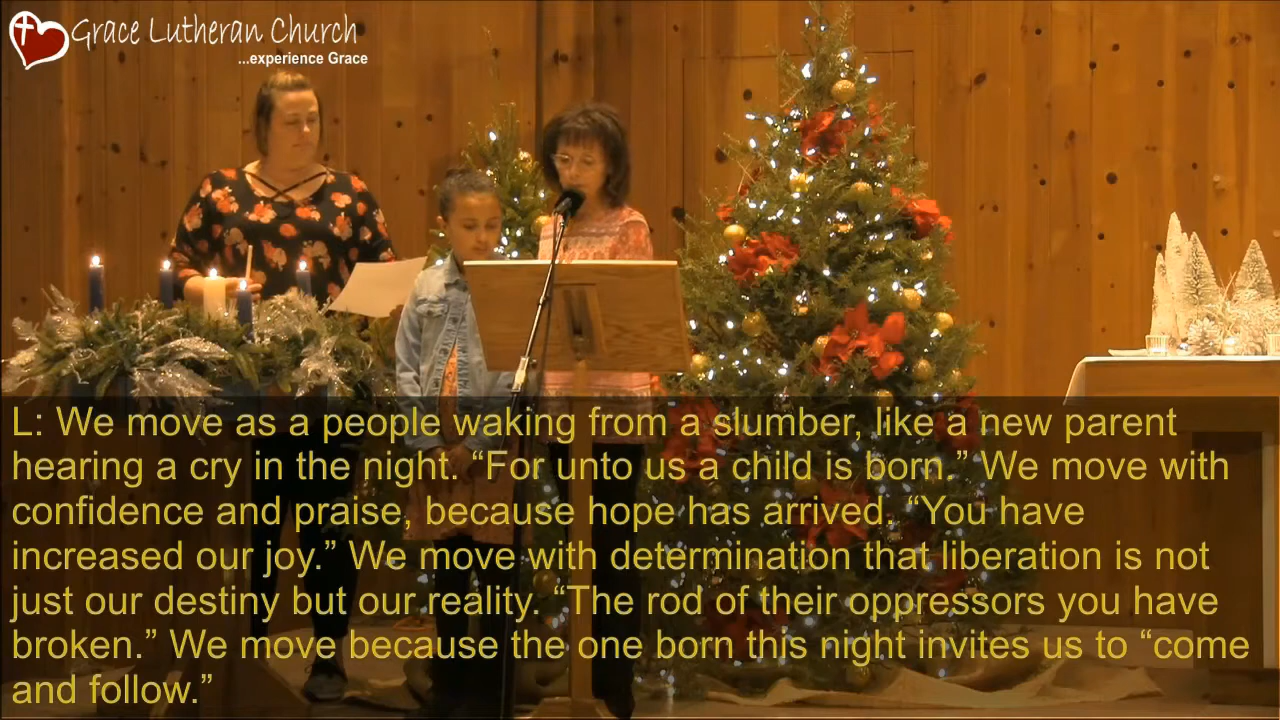 Grace Lutheran Church
...experience Grace
L: We move as a people waking from a slumber, like a new parent
hearing a cry in the night. “For unto us a child is born.” We move with
confidence and praise, because hope has arrived. “You have
increased our joy.” We move with determination that liberation is not
just our destiny but our reality. “The rod of their oppressors you have
broken.” We move because the one born this night invites us to “come
and follow.”